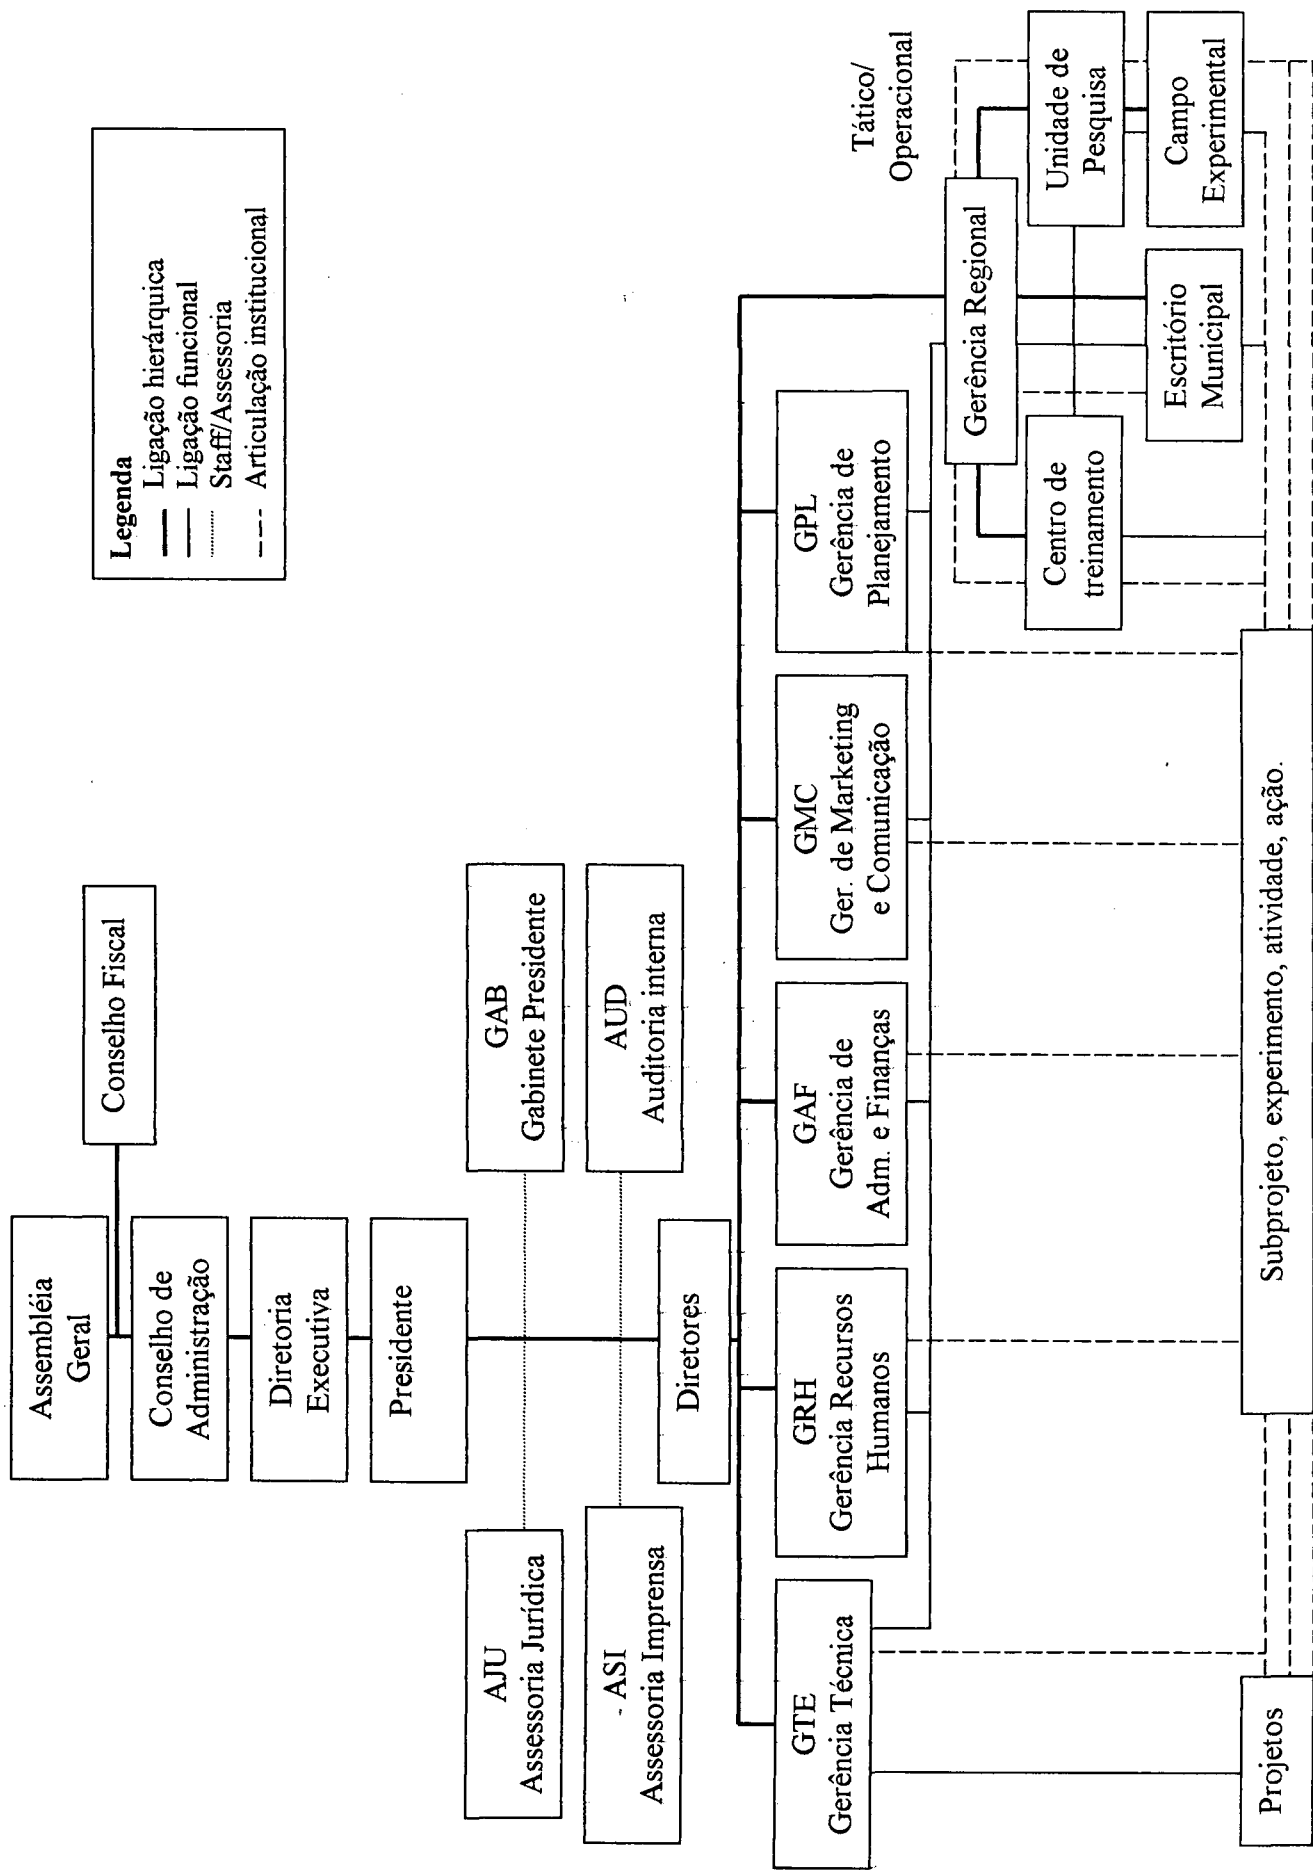 Assembléia
Geral
Conselho Fiscal
Conselho de
Administração
Diretoria
Executiva
Presidente
Legenda
Ligação hierárquica
Ligação funcional
Staff/Assessoria
Articulação institucional
AJU
Assessoria Jurídica
GAB
Gabinete Presidente
- ASI
Assessoria Imprensa
AUD
Auditoria interna
Diretores
GTE
Gerência Técnica
GRH
Gerência Recursos
Humanos
GAF
Gerência de
Adm. e Finanças
GMC
Ger. de Marketing
e Comunicação
GPL
Gerência de
Planejamento
Tático/
Operacional
Gerência Regional
Centro de
treinamento
Unidade de
Pesquisa
Escritório
Municipal
Campo
Experimental
Projetos
Subprojeto, experimento, atividade, ação.